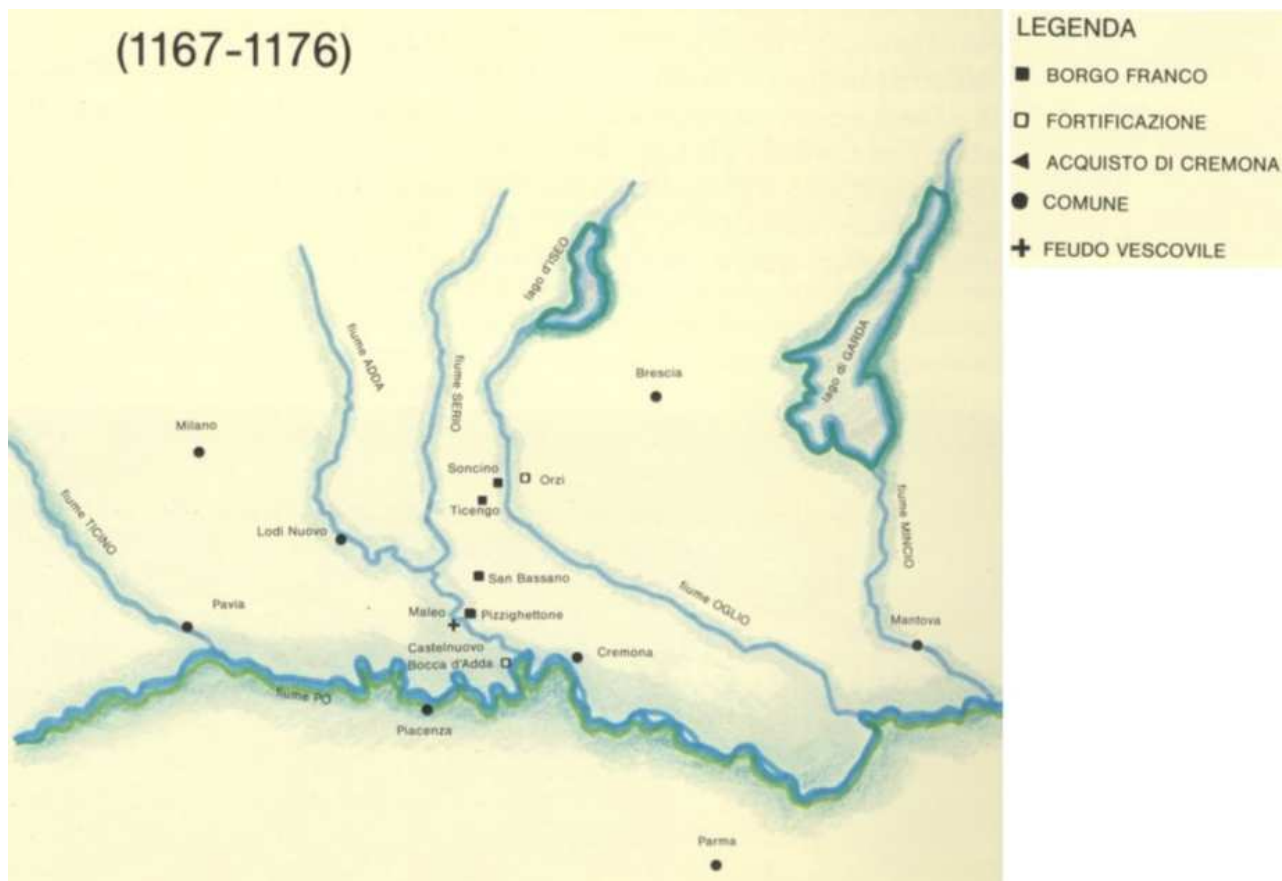 (1167-1176)
LEGENDA
BORGO FRANCO
FORTIFICAZIONE
ACQUISTO DI CREMONA
COMUNE
FEUDO VESCOVILE
lago d'ISEO
fiume ADDA
fiume SERIO
lago di GARDA
Brescia
Milano
Soncino
Orzi
Ticengo
fiume TICINO
fiume MINCIO
Lodi Nuovo
San Bassano
fiume OGLIO
Pavia
Maleo
Pizzighettone
Mantova
Castelnuovo
Bocca d'Adda
Cremona
fiume PO
Piacenza
Parma